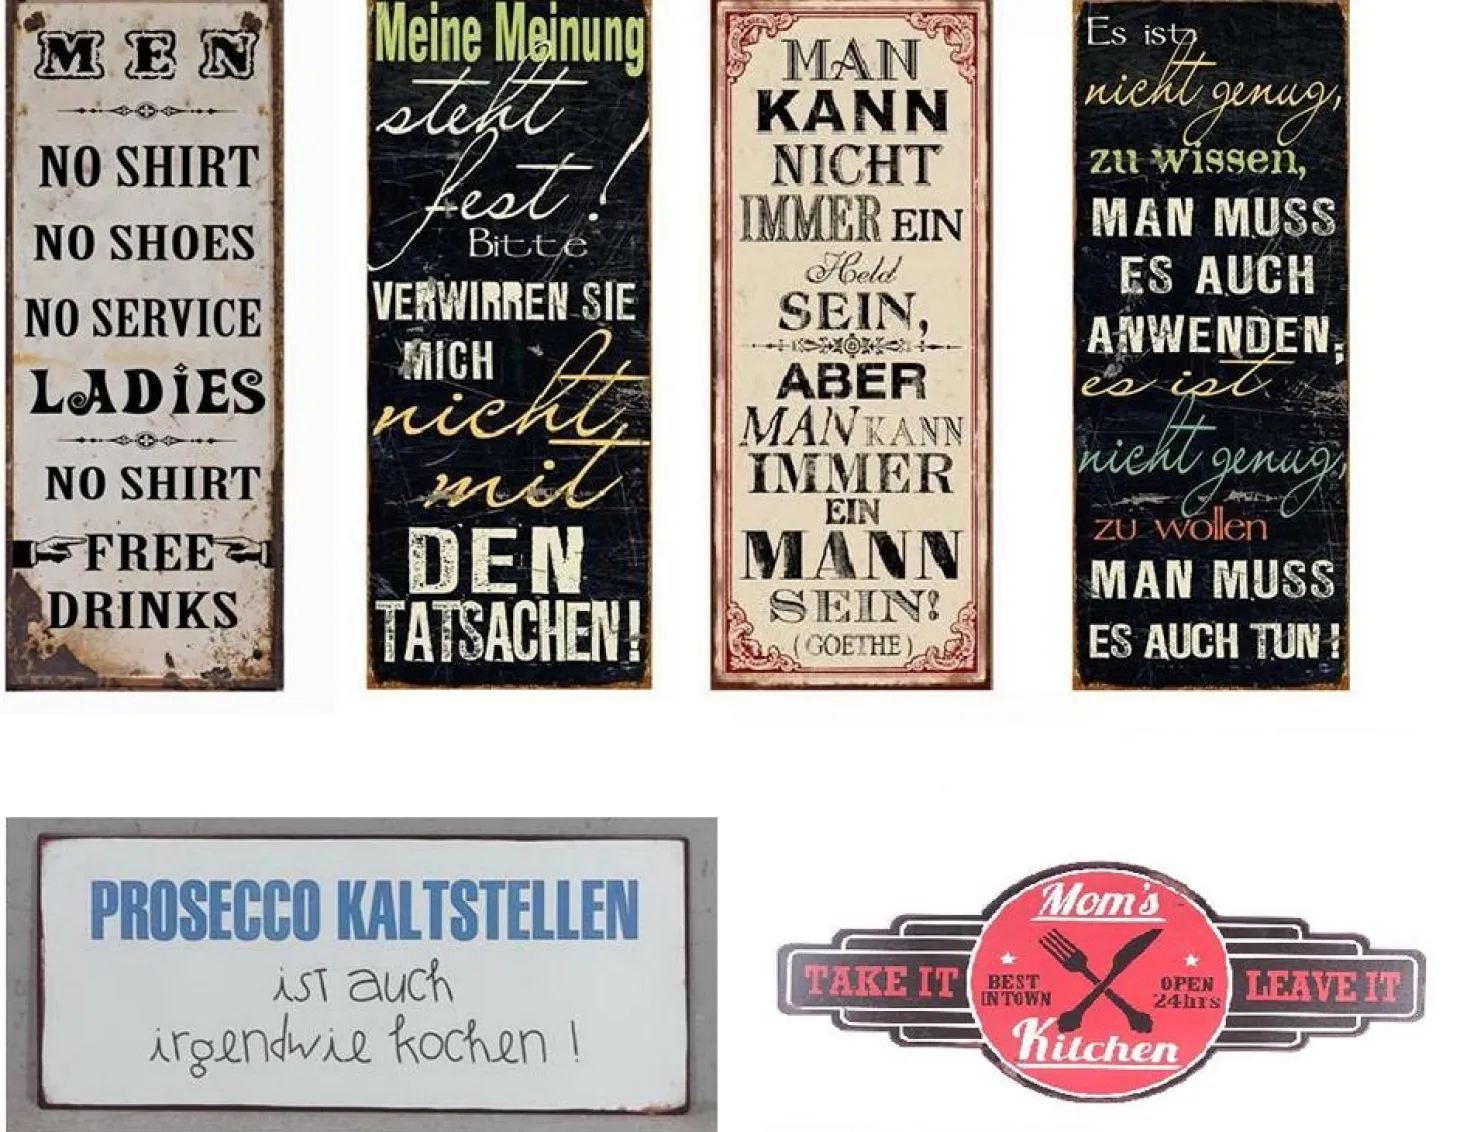 MEN
NO SHIRT
NO SHOES
NO SERVICE
LADiES
NO SHIRT
FREE
DRINKS
Meine Meinung
steht
fest!
Bitte
VERWIRREN SIE
MICH
nicht
mit
DEN
TATSACHEN!
MAN
KANN
NICHT
IMMER EIN
Held
SEIN,
ABER
MAN KANN
IMMER
EIN
MANN
SEIN!
(GOETHE)
Es ist
nicht genug,
zu wissen,
MAN MUSS
ES AUCH
ANWENDEN;
es ist
nicht genug,
zu wollen
MAN MUSS
ES AUCH TUN!
PROSECCO KALTSTELLEN
ist auch
irgendwie kochen!
Mom's
TAKE IT
BEST
IN TOWN
OPEN
24hrs
LEAVE IT
Kitchen